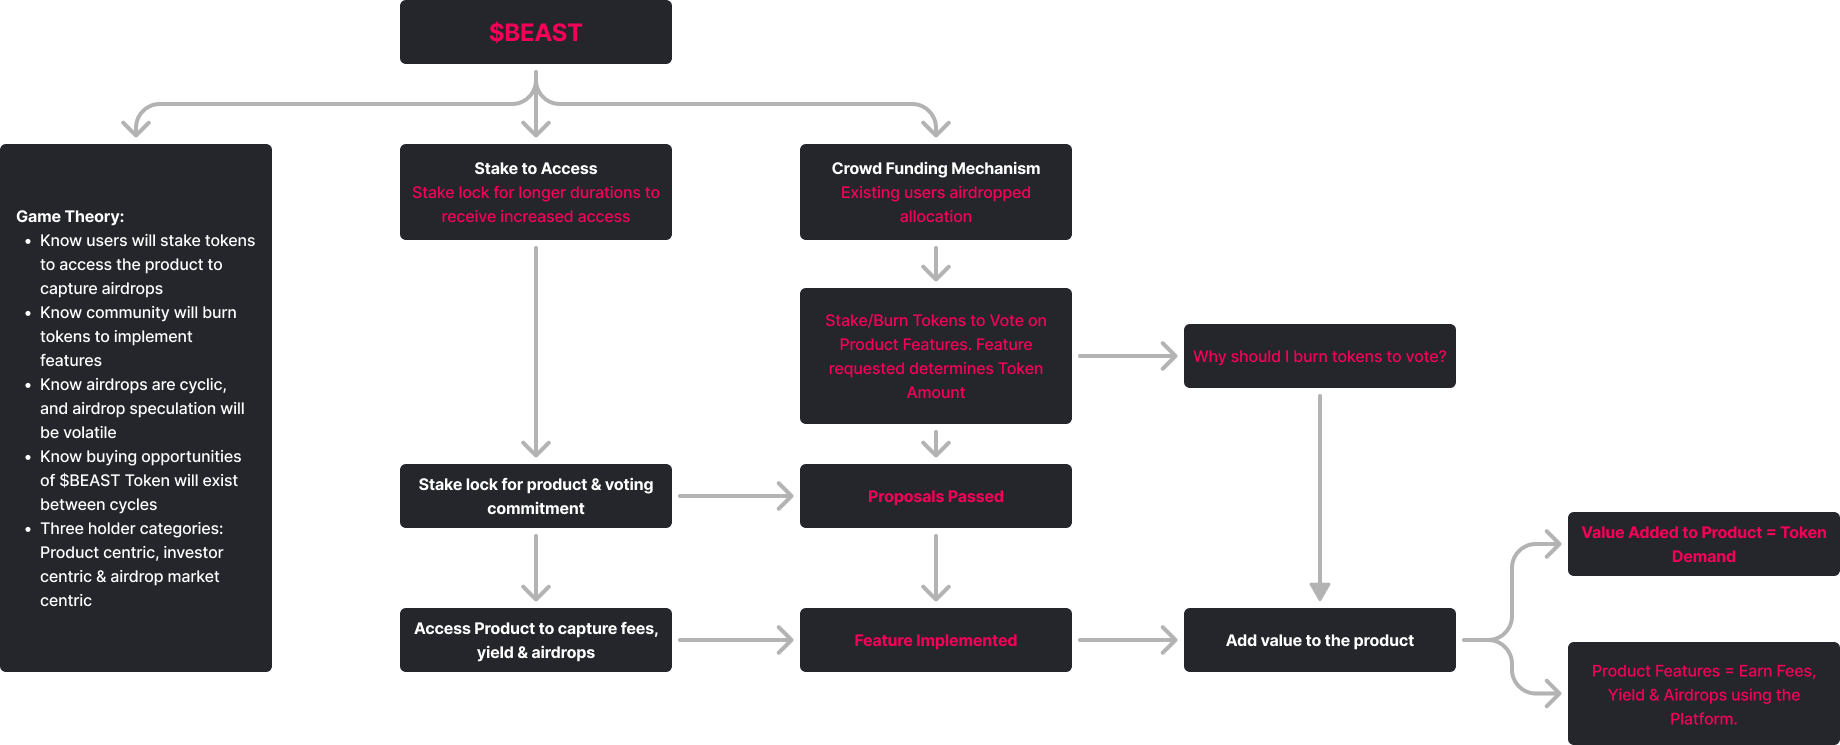 $BEAST
Game Theory:
• Know users will stake tokens
to access the product to
capture airdrops
• Know community will burn
tokens to implement
features
• Know airdrops are cyclic,
and airdrop speculation will
be volatile
• Know buying opportunities
of $BEAST Token will exist
between cycles
• Three holder categories:
Product centric, investor
centric & airdrop market
centric
Stake to Access
Stake lock for longer durations to
receive increased access
Stake lock for product & voting
commitment
Access Product to capture fees,
yield & airdrops
Crowd Funding Mechanism
Existing users airdropped
allocation
Stake/Burn Tokens to Vote on
Product Features. Feature
requested determines Token
Amount
Proposals Passed
Feature Implemented
Why should I burn tokens to vote?
Add value to the product
Value Added to Product = Token
Demand
Product Features = Earn Fees,
Yield & Airdrops using the
Platform.